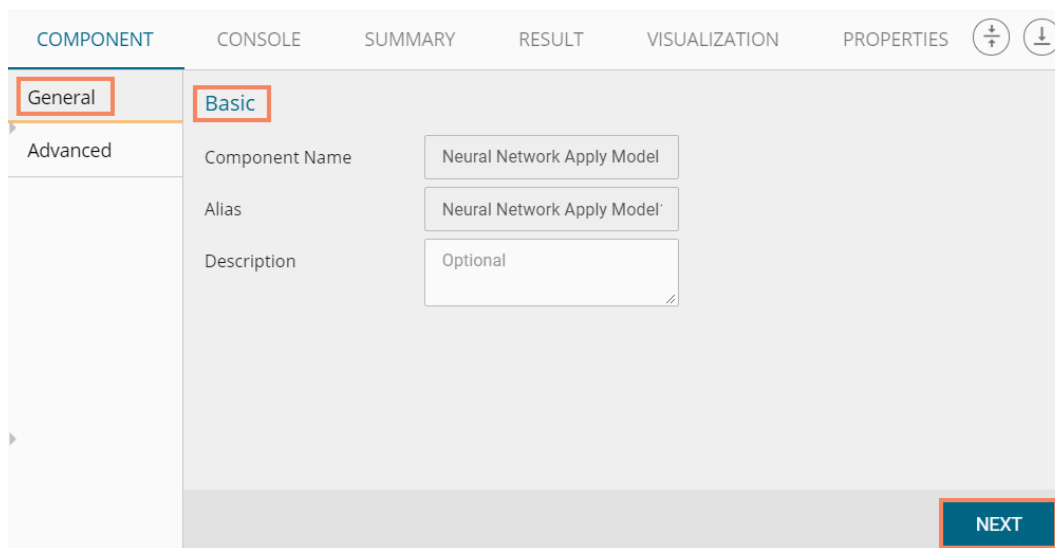 COMPONENT CONSOLE SUMMARY RESULT VISUALIZATION PROPERTIES
General
Basic
Advanced
Component Name Neural Network Apply Model
Alias Neural Network Apply Model
Description Optional
NEXT